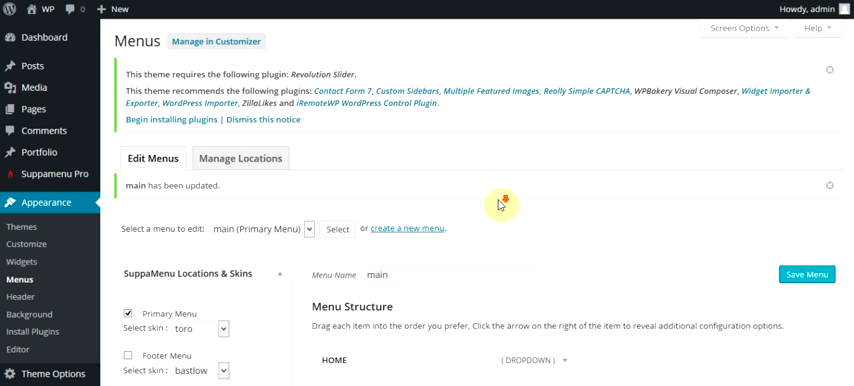 WP 0 + New Howdy, admin
Dashboard
Posts
Media
Pages
Comments
Portfolio
Suppamenu Pro
Appearance
Themes
Customize
Widgets
Menus
Header
Background
Install Plugins
Editor
Theme Options
Screen Options Help
Menus Manage in Customizer
This theme requires the following plugin: Revolution Slider.
This theme recommends the following plugins: Contact Form 7, Custom Sidebars, Multiple Featured Images, Really Simple CAPTCHA, WPBakery Visual Composer, Widget Importer &
Exporter, WordPress Importer, ZillaLikes and iRemoteWP WordPress Control Plugin.
Begin installing plugins | Dismiss this notice
Edit Menus Manage Locations
main has been updated.
Select a menu to edit: main (Primary Menu) Select or create a new menu.
SuppaMenu Locations & Skins
Primary Menu
Select skin : toro
Footer Menu
Select skin : bastlow
Menu Name main Save Menu
Menu Structure
Drag each item into the order you prefer. Click the arrow on the right of the item to reveal additional configuration options.
HOME ( DROPDOWN )